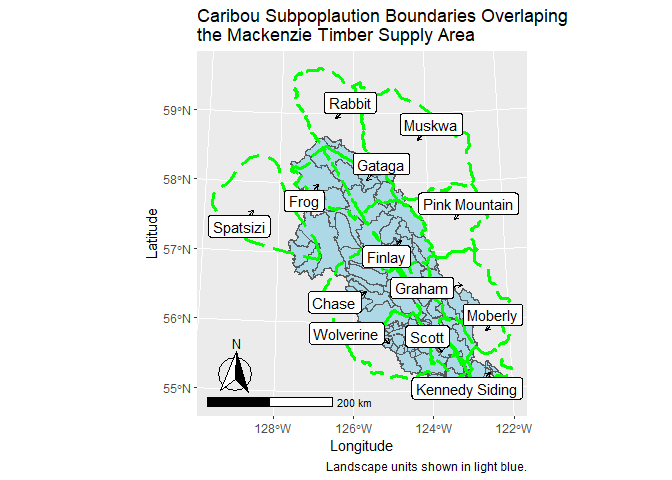 Caribou Subpoplaution Boundaries Overlaping
the Mackenzie Timber Supply Area
59°N
58°N
57°N
56°N
55°N
Latitude
Rabbit
Muskwa
Gataga
Frog
Pink Mountain
Spatsizi
Finlay
Graham
Chase
Moberly
Wolverine
Scott
Kennedy Siding
N
200 km
128°W
126°W
124°W
122°W
Longitude
Landscape units shown in light blue.